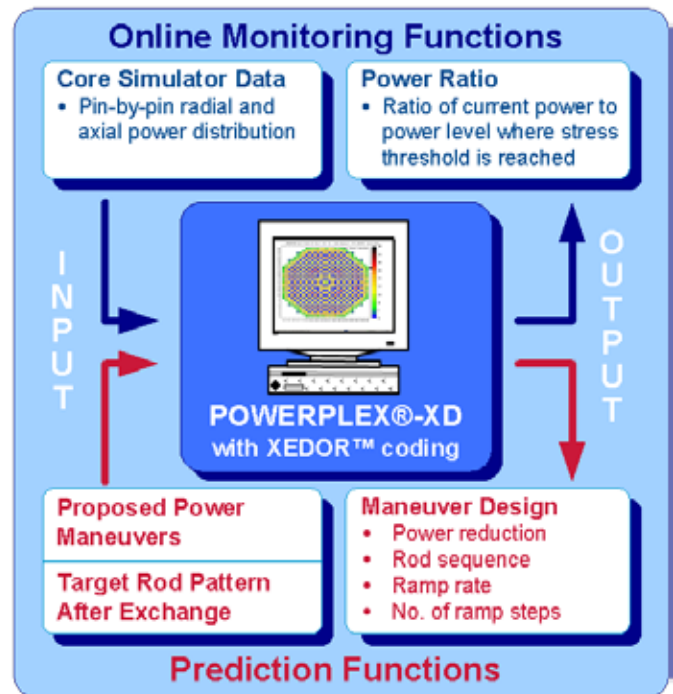 Online Monitoring Functions
Core Simulator Data
• Pin-by-pin radial and
axial power distribution
Power Ratio
• Ratio of current power to
power level where stress
threshold is reached
INPUT
OUTPUT
POWERPLEX®-XD
with XEDOR™ coding
Proposed Power
Maneuvers
Target Rod Pattern
After Exchange
Maneuver Design
• Power reduction
• Rod sequence
• Ramp rate
• No. of ramp steps
Prediction Functions